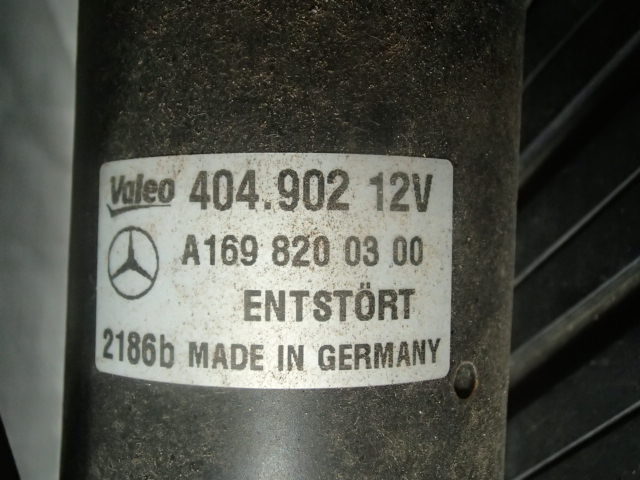 Valeo 404.902 12V
A169 820 03 00
ENTSTÖRT
2186b MADE IN GERMANY